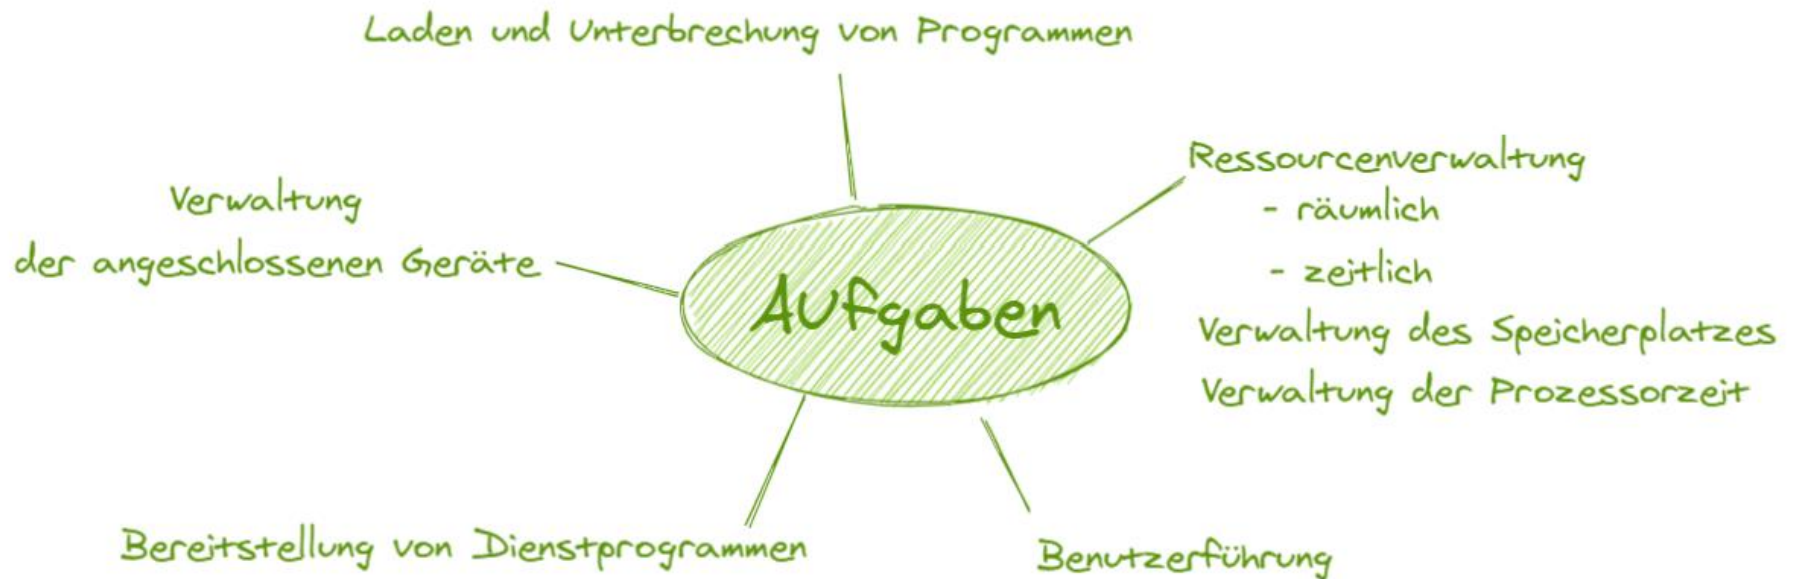 Laden und Unterbrechung von Programmen
Ressourcenverwaltung
- räumlich
- zeitlich
Verwaltung des Speicherplatzes
Verwaltung der Prozessorzeit
Verwaltung
der angeschlossenen Geräte
Aufgaben
Bereitstellung von Dienstprogrammen
Benutzerführung